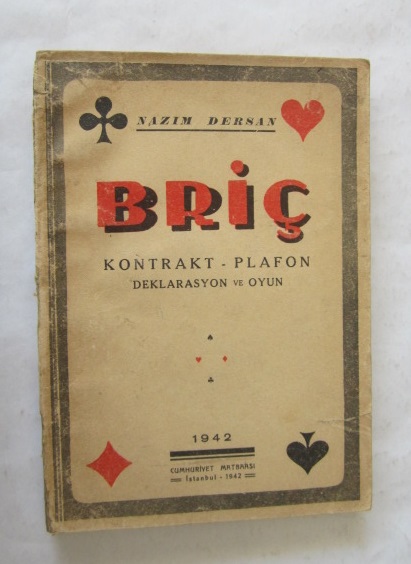 NAZIM DERSAN
BRİÇ
KONTRAKT - PLAFON
DEKLARASYON VE OYUN
1942
CUMHURİYET MATBAASI
İstanbul - 1942